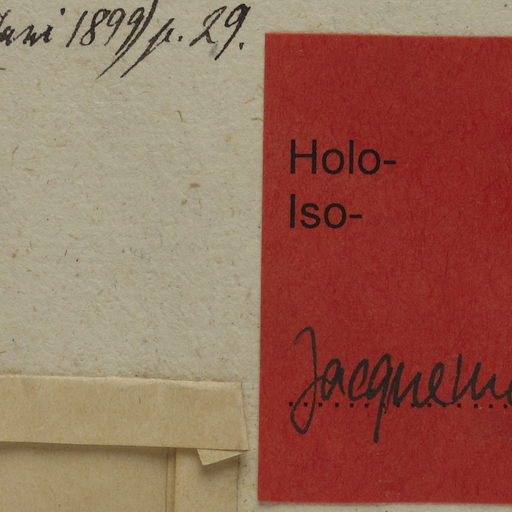 1899) p. 29.
Holo-
Iso-
Jacquem